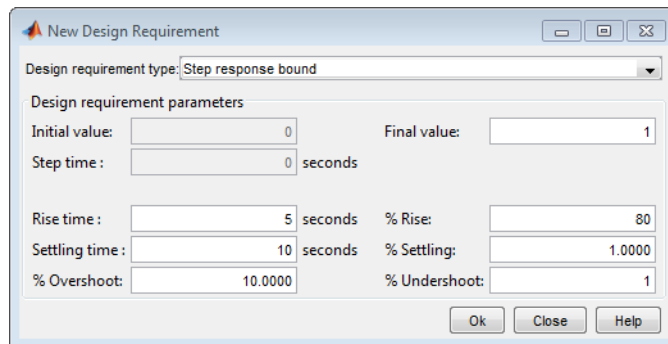 New Design Requirement
Design requirement type: Step response bound
Design requirement parameters
Initial value: 0 Final value: 1
Step time : 0 seconds
Rise time : 5 seconds % Rise: 80
Settling time : 10 seconds % Settling: 1.0000
% Overshoot: 10.0000 % Undershoot: 1
Ok Close Help